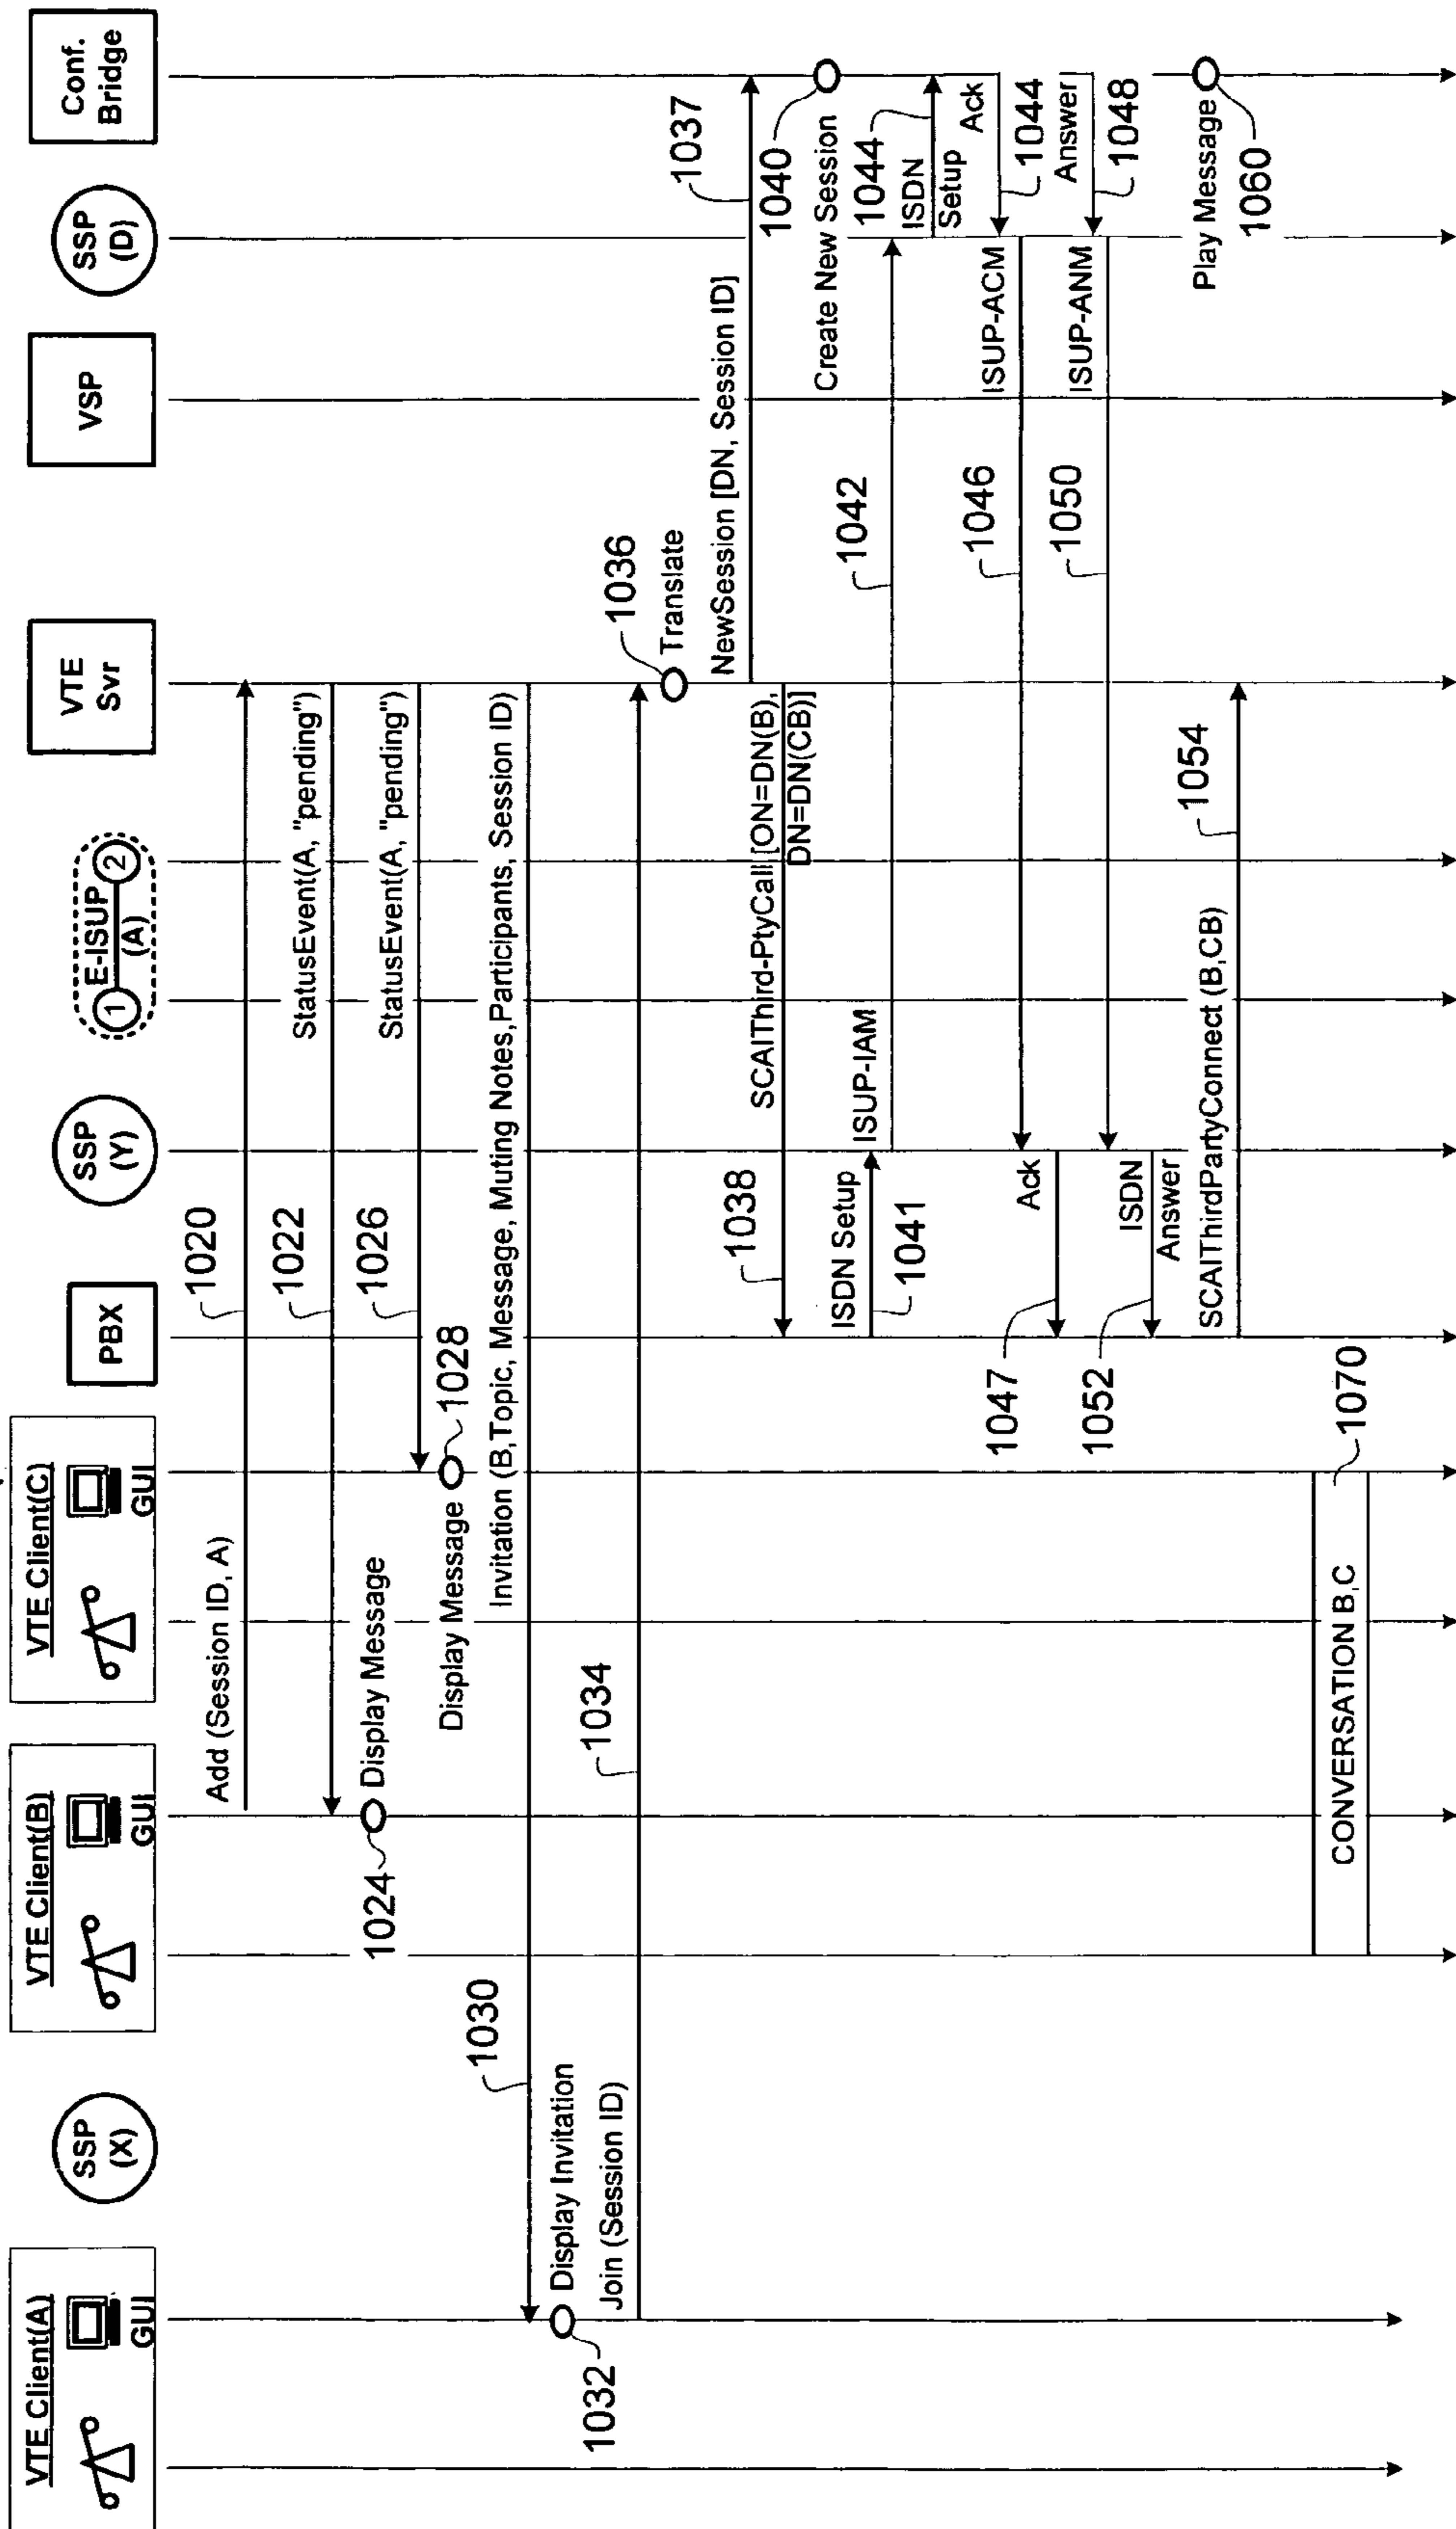 VTE Client(A)
GUI
SSP
(X)
VTE Client(B)
GUI
VTE Client(C)
GUI
PBX
SSP
(Y)
E-ISUP
1
2
(A)
VTE
Svr
VSP
SSP
(D)
Conf.
Bridge
Add (Session ID, A)
1020
1022
StatusEvent(A, "pending")
Display Message
1024
1026
StatusEvent(A, "pending")
Display Message
1028
Invitation (B,Topic, Message, Muting Notes,Participants, Session ID)
1030
Display Invitation
1032
Join (Session ID)
1034
1036
Translate
NewSession [DN, Session ID]
1037
SCAIThird-PtyCall [ON=DN(B),
DN=DN(CB)]
1038
1040
Create New Session
ISDN Setup
1041
ISUP-IAM
1042
1044
ISDN
Setup
Ack
1044
ISUP-ACM
1046
Ack
1047
Answer
1048
ISUP-ANM
1050
ISDN
Answer
1052
SCAIThirdPartyConnect (B,CB)
1054
Play Message
1060
CONVERSATION B,C
1070